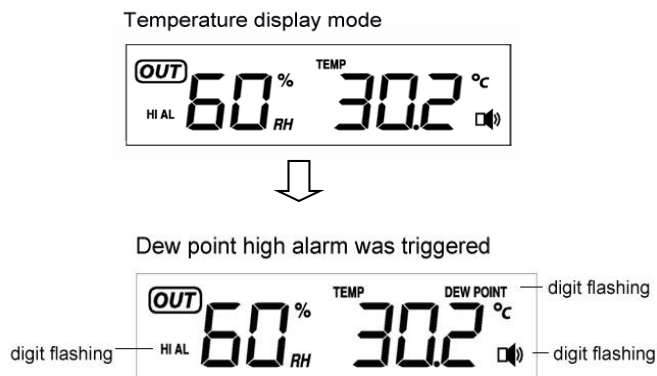 Temperature display mode
OUT 60 % RH HI AL TEMP 30.2 °C
Dew point high alarm was triggered
OUT 60 % RH HI AL TEMP DEW POINT 30.2 °C
digit flashing
digit flashing
digit flashing